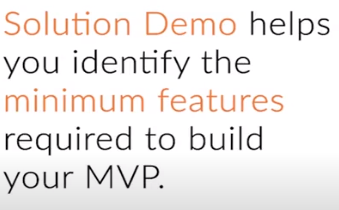 Solution Demo helps
you identify the
minimum features
required to build
your MVP.